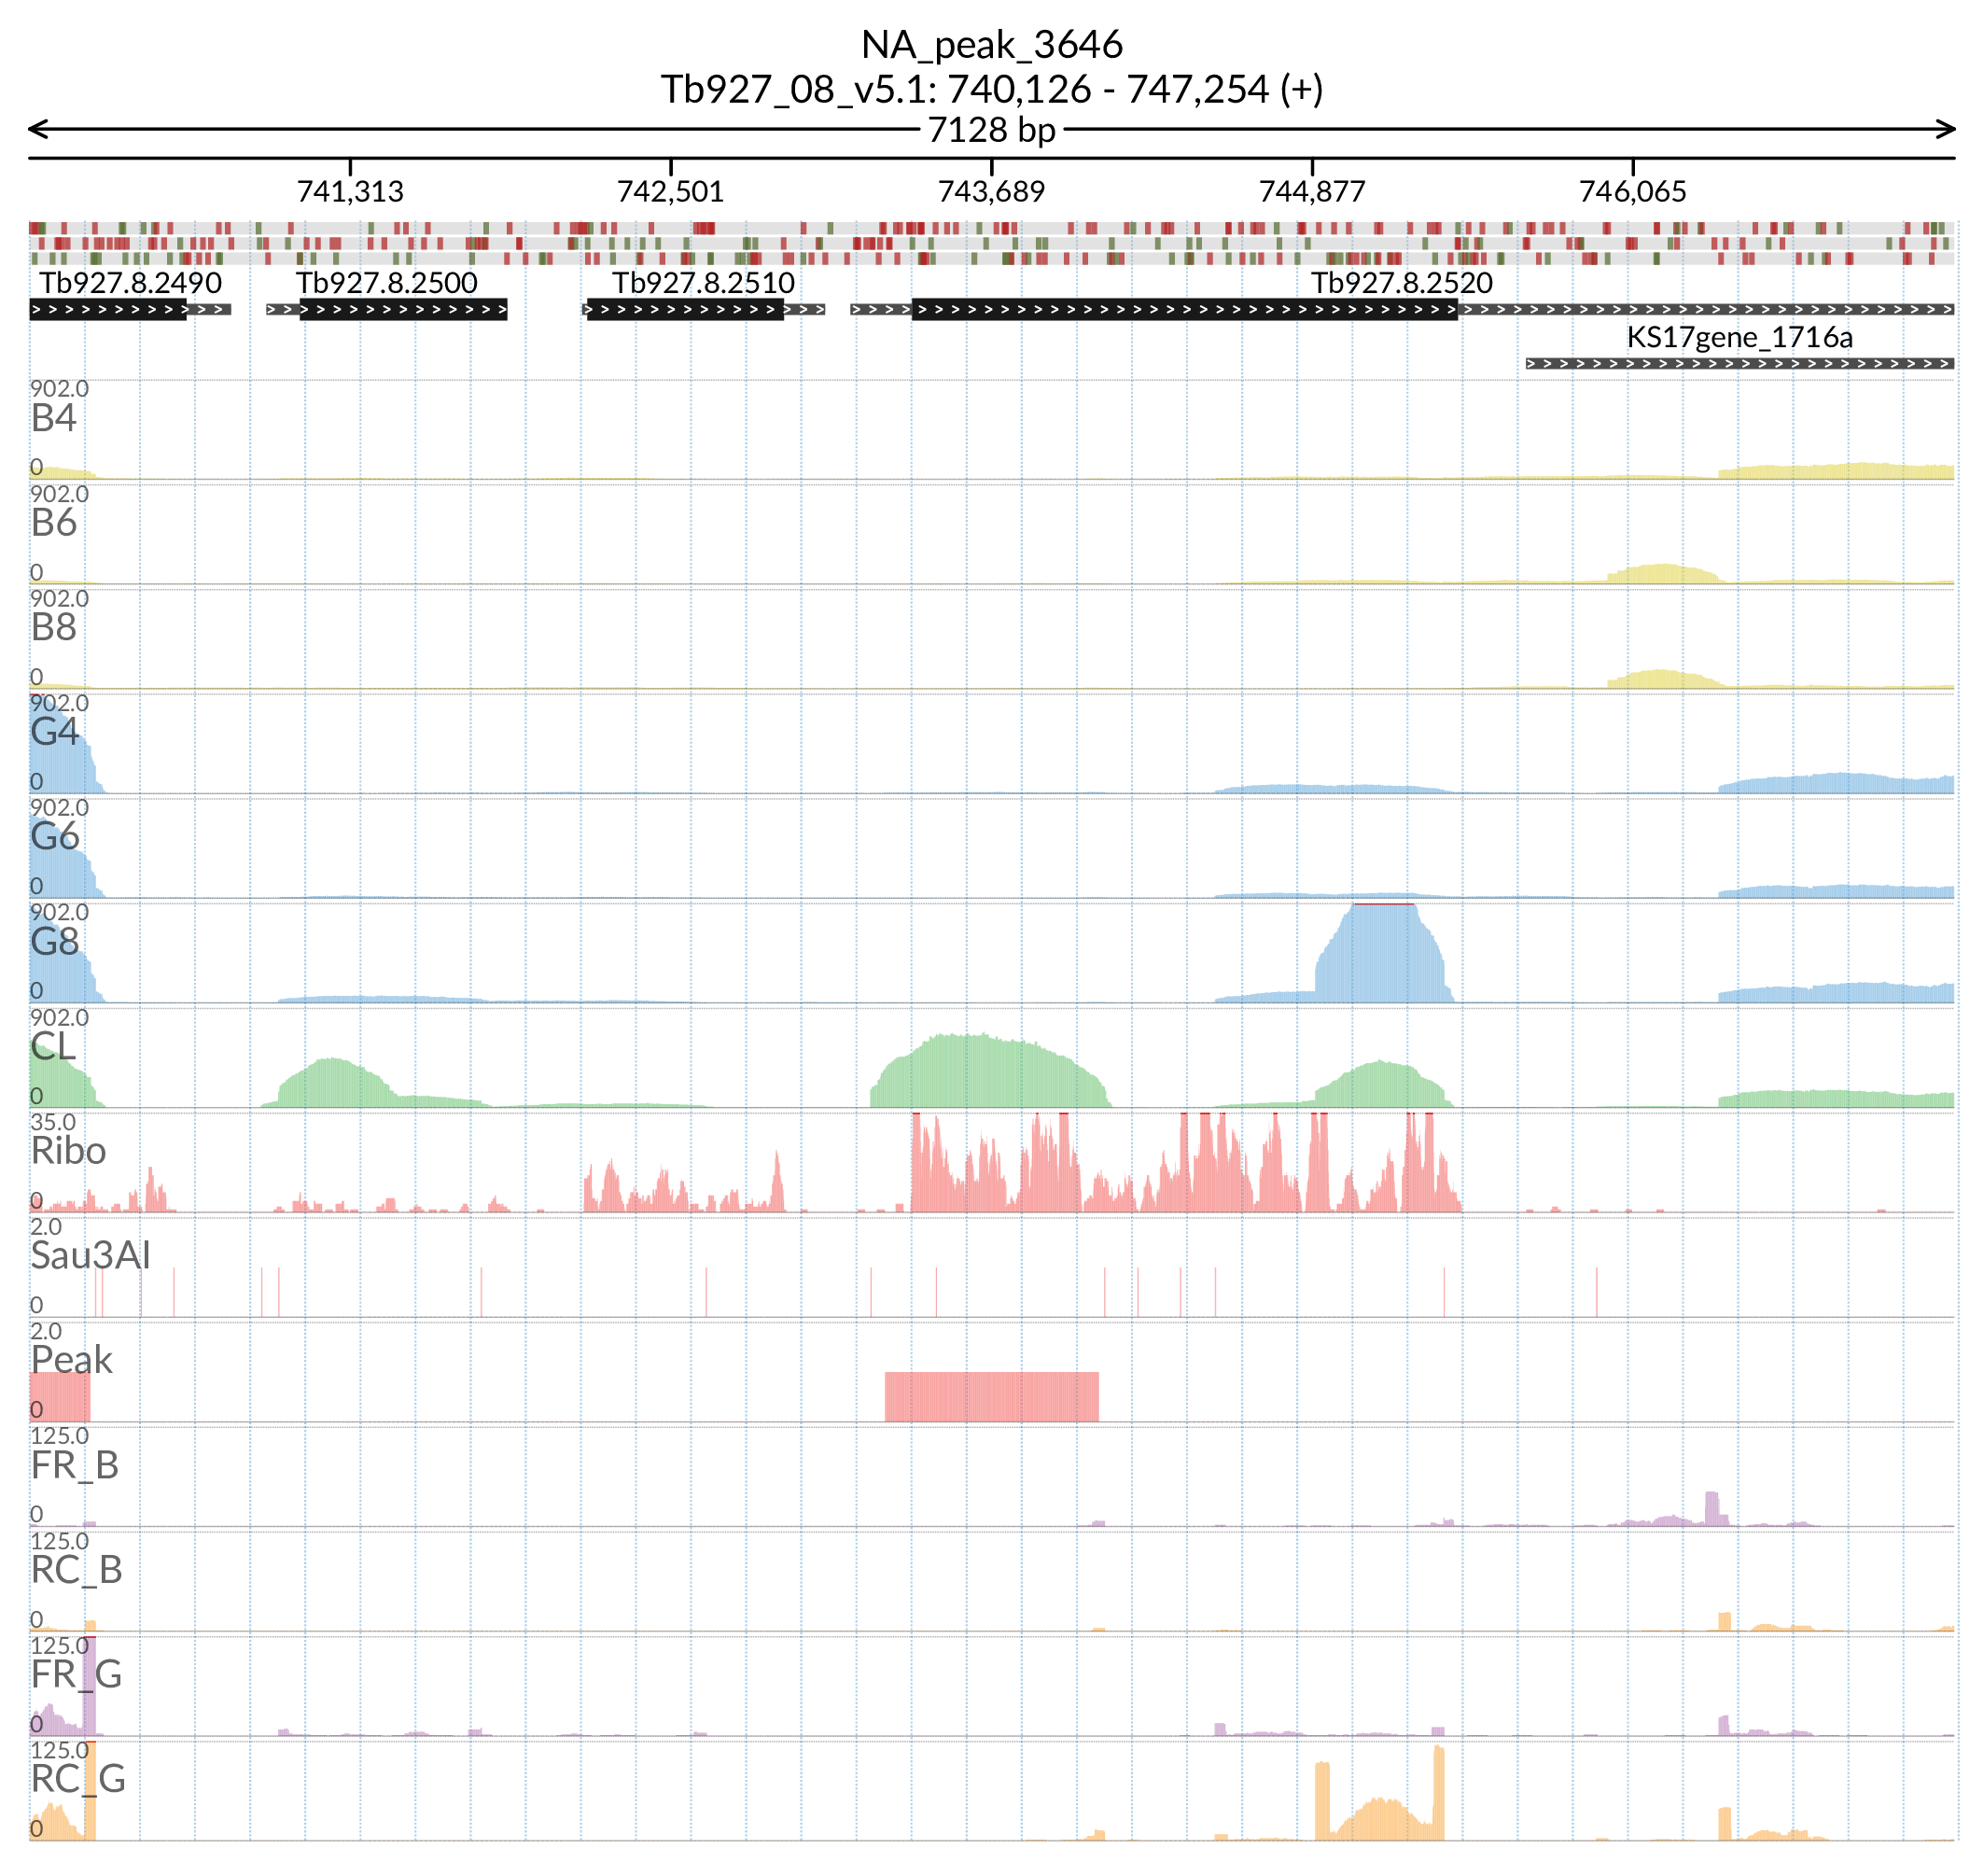 NA_peak_3646
Tb927_08_v5.1: 740,126 - 747,254 (+)
7128 bp
741,313 742,501 743,689 744,877 746,065
Tb927.8.2490 Tb927.8.2500 Tb927.8.2510 Tb927.8.2520
KS17gene_1716a
902.0
B4
0
902.0
B6
0
902.0
B8
0
902.0
G4
0
902.0
G6
0
902.0
G8
0
902.0
CL
0
35.0
Ribo
0
2.0
Sau3AI
0
2.0
Peak
0
125.0
FR_B
0
125.0
RC_B
0
125.0
FR_G
0
125.0
RC_G
0